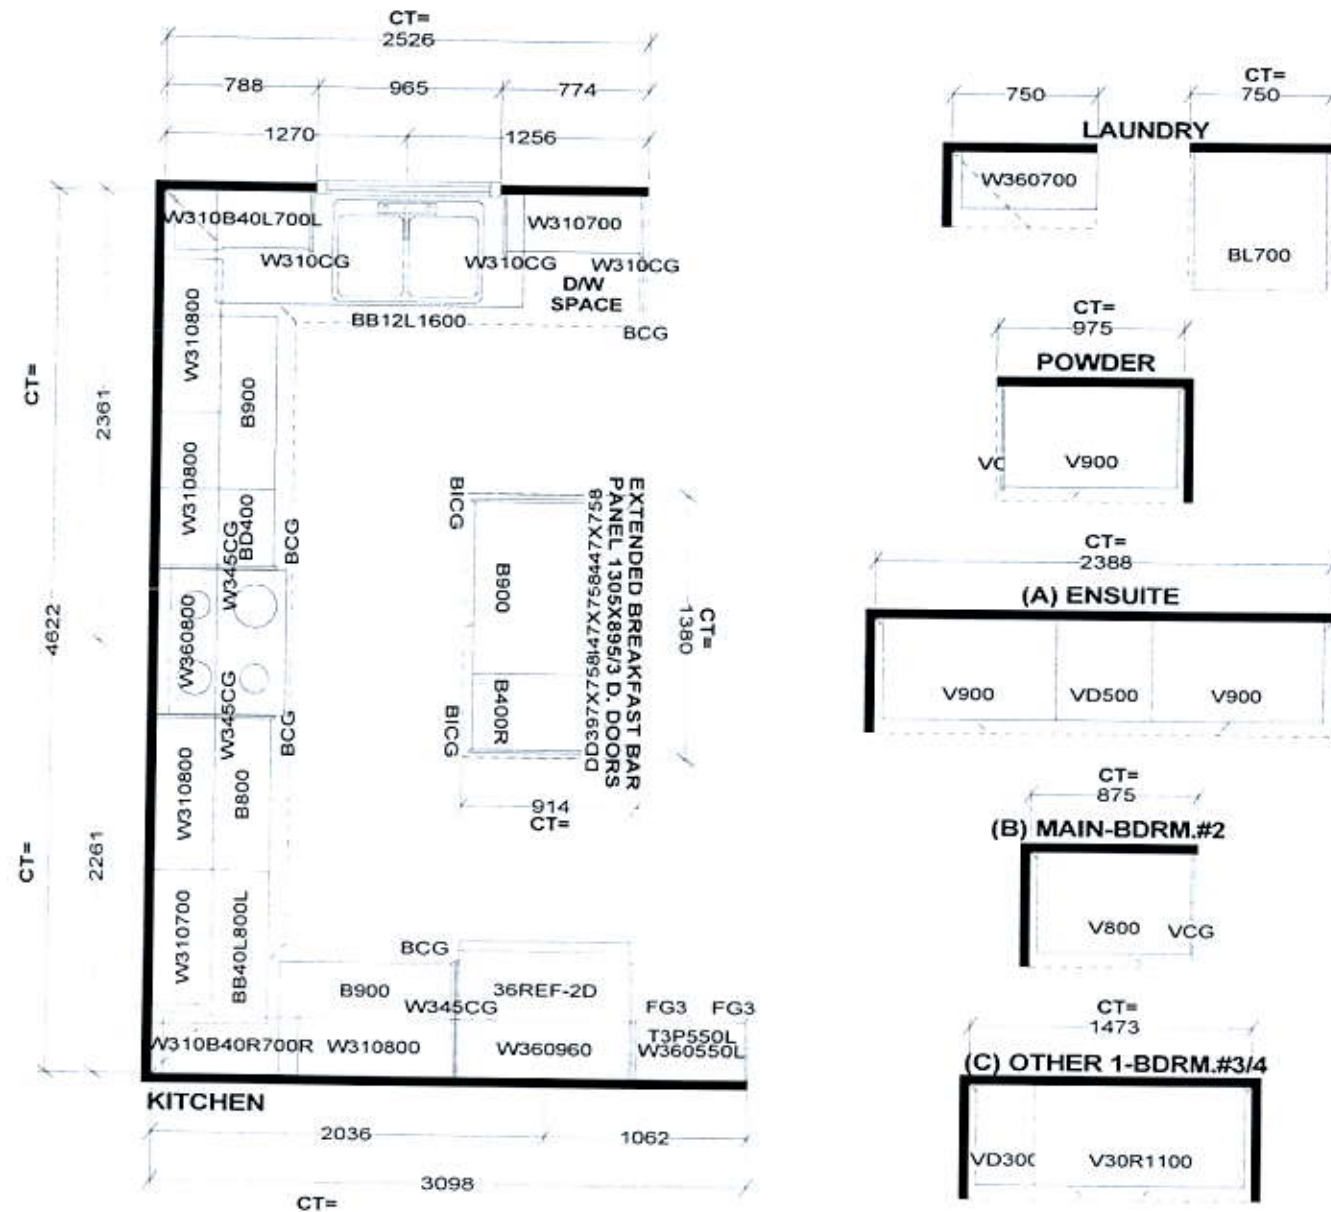 CT=
2526
788 965 774
1270 1256
W310B40L700L
W310700
W310CG W310CG W310CG
D/W
SPACE
BB12L1600
BCG
W310800
B900
CT=
2361
W310800
BD400
W345CG
BCG
4622
W360800
W345CG
BCG
W310800
B800
CT=
2261
W310700
BB40L800L
BICG
B900
B400R
BICG
EXTENDED BREAKFAST BAR
PANEL 1305X895/3 D. DOORS
CT=
1380
914
CT=
BCG
B900
W345CG
36REF-2D
FG3 FG3
T3P550L
W310B40R700R W310800 W360960 W360550L
KITCHEN
2036 1062
3098
CT=
CT=
750 750
LAUNDRY
W360700
BL700
CT=
975
POWDER
V900
CT=
2388
(A) ENSUITE
V900 VD500 V900
CT=
875
(B) MAIN-BDRM.#2
V800 VCG
CT=
1473
(C) OTHER 1-BDRM.#3/4
VD300 V30R1100